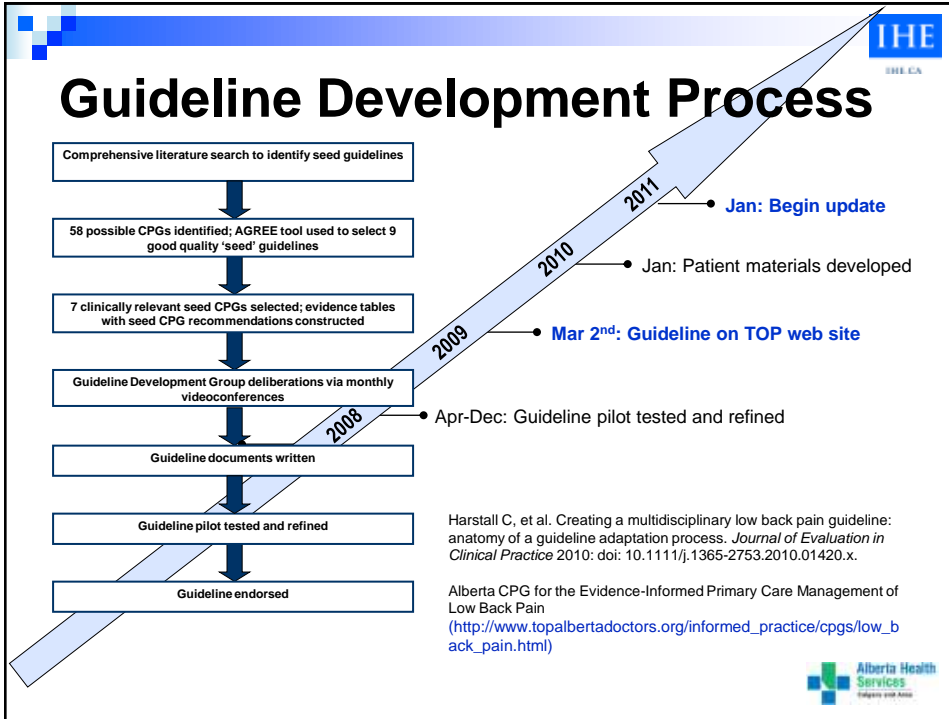 IHE
IHE.CA
Guideline Development Process
Comprehensive literature search to identify seed guidelines
58 possible CPGs identified; AGREE tool used to select 9
good quality 'seed' guidelines
7 clinically relevant seed CPGs selected; evidence tables
with seed CPG recommendations constructed
Guideline Development Group deliberations via monthly
videoconferences
Guideline documents written
Guideline pilot tested and refined
Guideline endorsed
2011
Jan: Begin update
2010
Jan: Patient materials developed
2009
Mar 2nd: Guideline on TOP web site
2008
Apr-Dec: Guideline pilot tested and refined
Harstall C, et al. Creating a multidisciplinary low back pain guideline:
anatomy of a guideline adaptation process. Journal of Evaluation in
Clinical Practice 2010: doi: 10.1111/j.1365-2753.2010.01420.x.
Alberta CPG for the Evidence-Informed Primary Care Management of
Low Back Pain
(http://www.topalbertadoctors.org/informed_practice/cpgs/low_b
ack_pain.html)
Alberta Health
Services
Calgary and Area